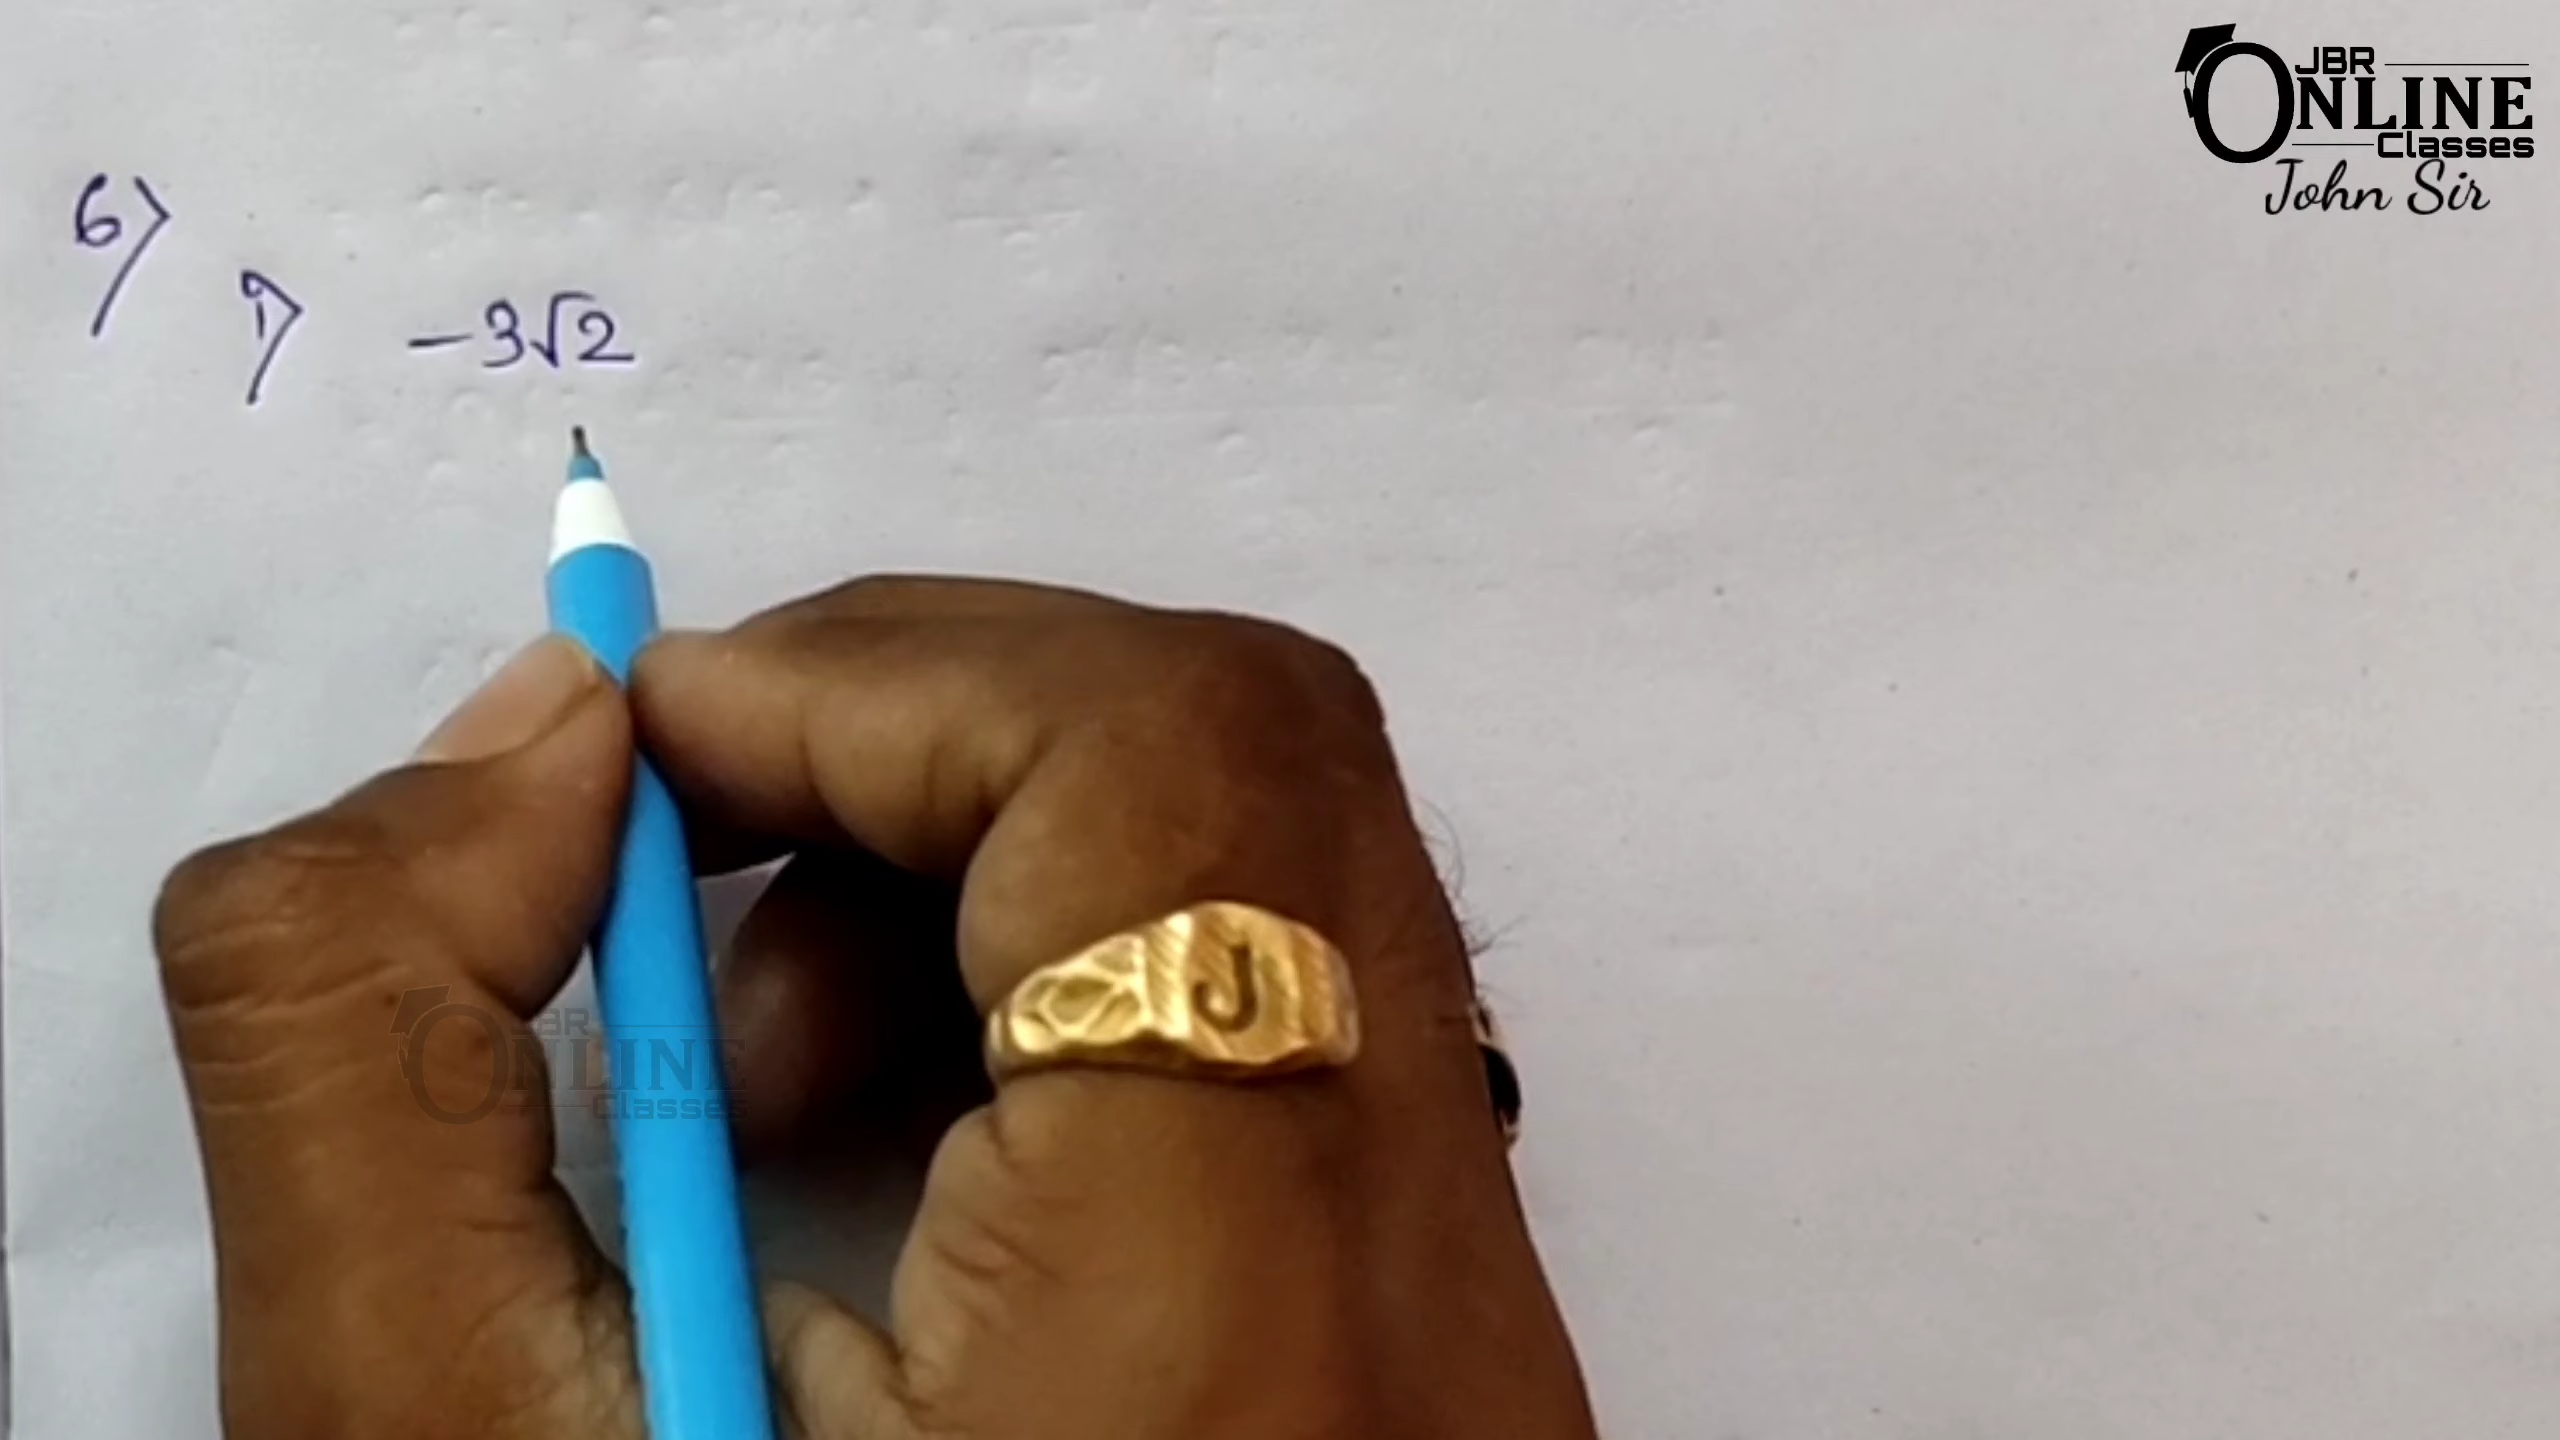 JBR
ONLINE
Classes
John Sir
6)
i) -3√2
J
JBR
ONLINE
Classes